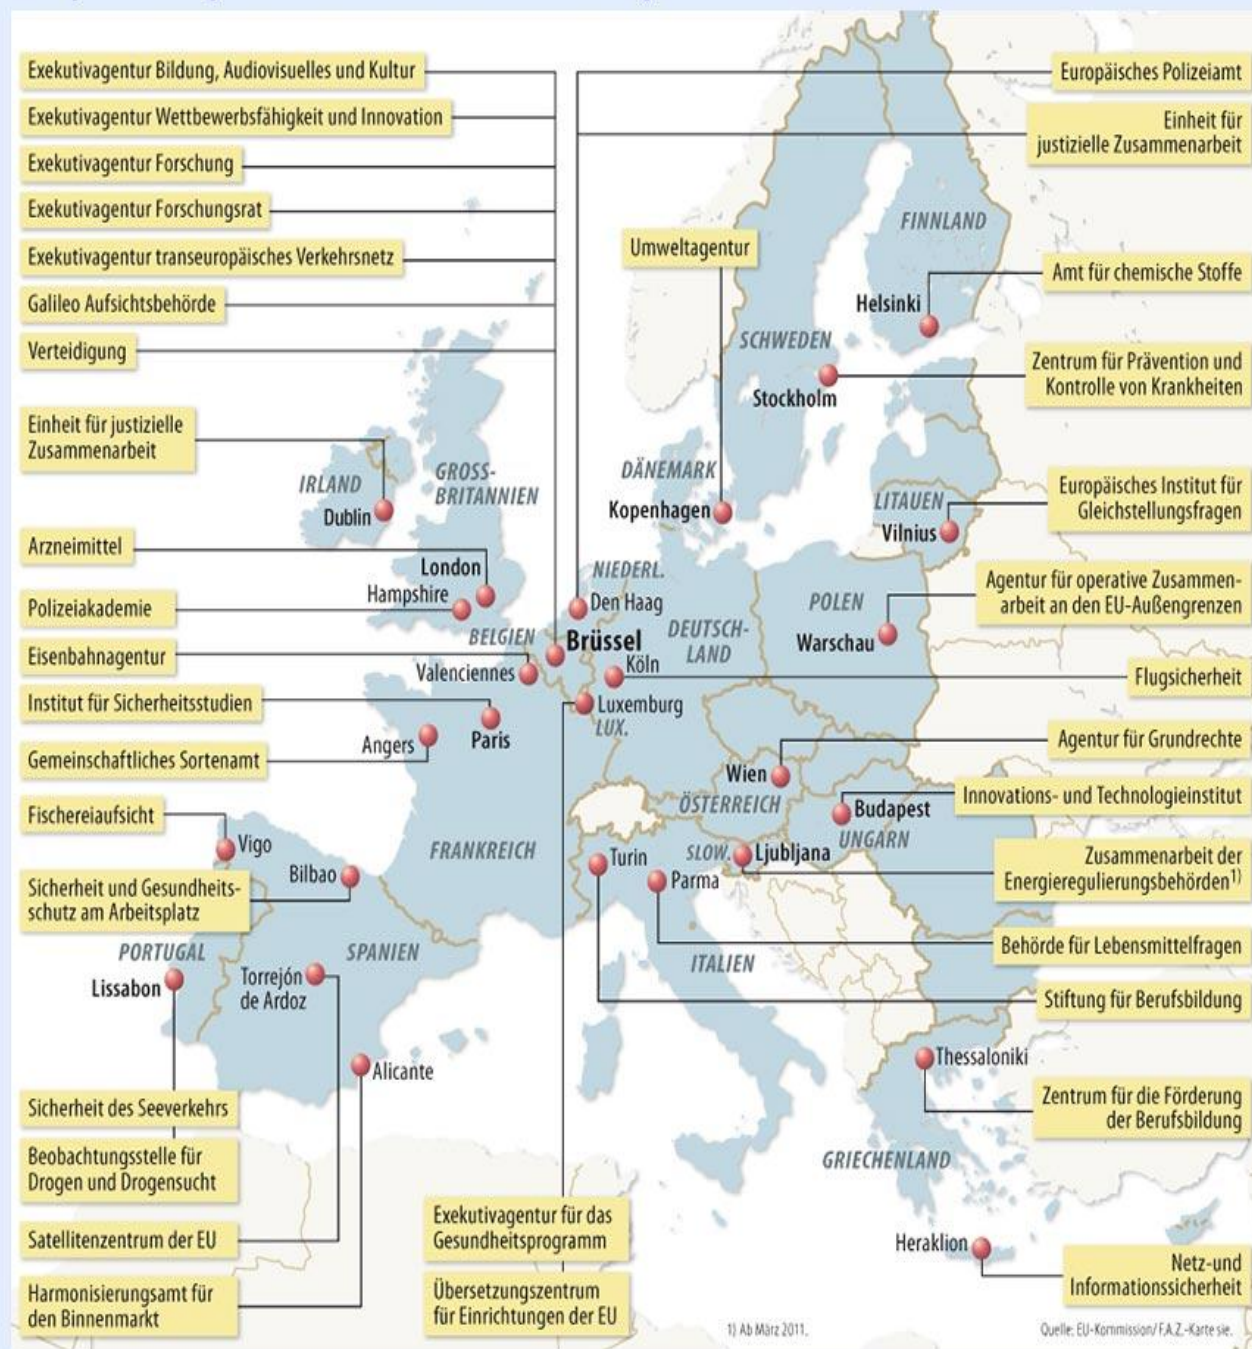 Exekutivagentur Bildung, Audiovisuelles und Kultur
Exekutivagentur Wettbewerbsfähigkeit und Innovation
Exekutivagentur Forschung
Exekutivagentur Forschungsrat
Exekutivagentur transeuropäisches Verkehrsnetz
Galileo Aufsichtsbehörde
Verteidigung
Einheit für justizielle
Zusammenarbeit
Arzneimittel
Polizeiakademie
Eisenbahnagentur
Institut für Sicherheitsstudien
Gemeinschaftliches Sortenamt
Fischereiaufsicht
Sicherheit und Gesundheits-
schutz am Arbeitsplatz
Sicherheit des Seeverkehrs
Beobachtungsstelle für
Drogen und Drogensucht
Satellitenzentrum der EU
Harmonisierungsamt für
den Binnenmarkt
Exekutivagentur für das
Gesundheitsprogramm
Übersetzungszentrum
für Einrichtungen der EU
Umweltagentur
Europäisches Polizeiamt
Einheit für
justizielle Zusammenarbeit
Amt für chemische Stoffe
Zentrum für Prävention und
Kontrolle von Krankheiten
Europäisches Institut für
Gleichstellungsfragen
Agentur für operative Zusammen-
arbeit an den EU-Außengrenzen
Flugsicherheit
Agentur für Grundrechte
Innovations- und Technologieinstitut
Zusammenarbeit der
Energieregulierungsbehörden1)
Behörde für Lebensmittelfragen
Stiftung für Berufsbildung
Zentrum für die Förderung
der Berufsbildung
Netz-und
Informationssicherheit
FINNLAND
Helsinki
SCHWEDEN
Stockholm
DÄNEMARK
Kopenhagen
LITAUEN
Vilnius
IRLAND
Dublin
GROSS-
BRITANNIEN
London
Hampshire
NIEDERL.
Den Haag
BELGIEN
Brüssel
Valenciennes
DEUTSCH-
LAND
Köln
POLEN
Warschau
Luxemburg
LUX.
Paris
Angers
Wien
ÖSTERREICH
Budapest
UNGARN
FRANKREICH
Vigo
Bilbao
Turin
SLOW.
Ljubljana
Parma
PORTUGAL
Lissabon
SPANIEN
Torrejón
de Ardoz
ITALIEN
Alicante
Thessaloniki
GRIECHENLAND
Heraklion
1) Ab März 2011.
Quelle: EU-Kommission/F.A.Z.-Karte sie.